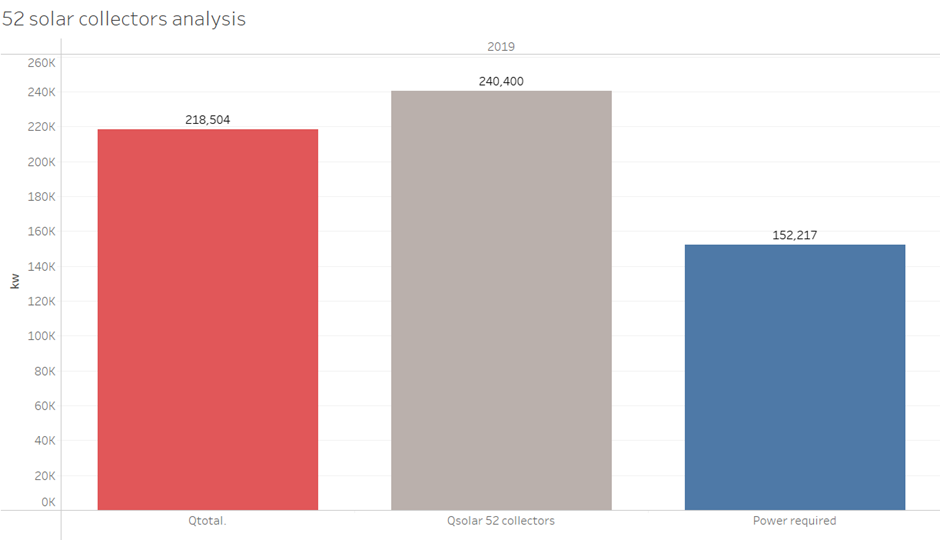 52 solar collectors analysis
2019
260K
240K
220K
200K
180K
160K
140K
120K
100K
80K
60K
40K
20K
0K
kw
218,504
240,400
152,217
Qtotal.
Qsolar 52 collectors
Power required